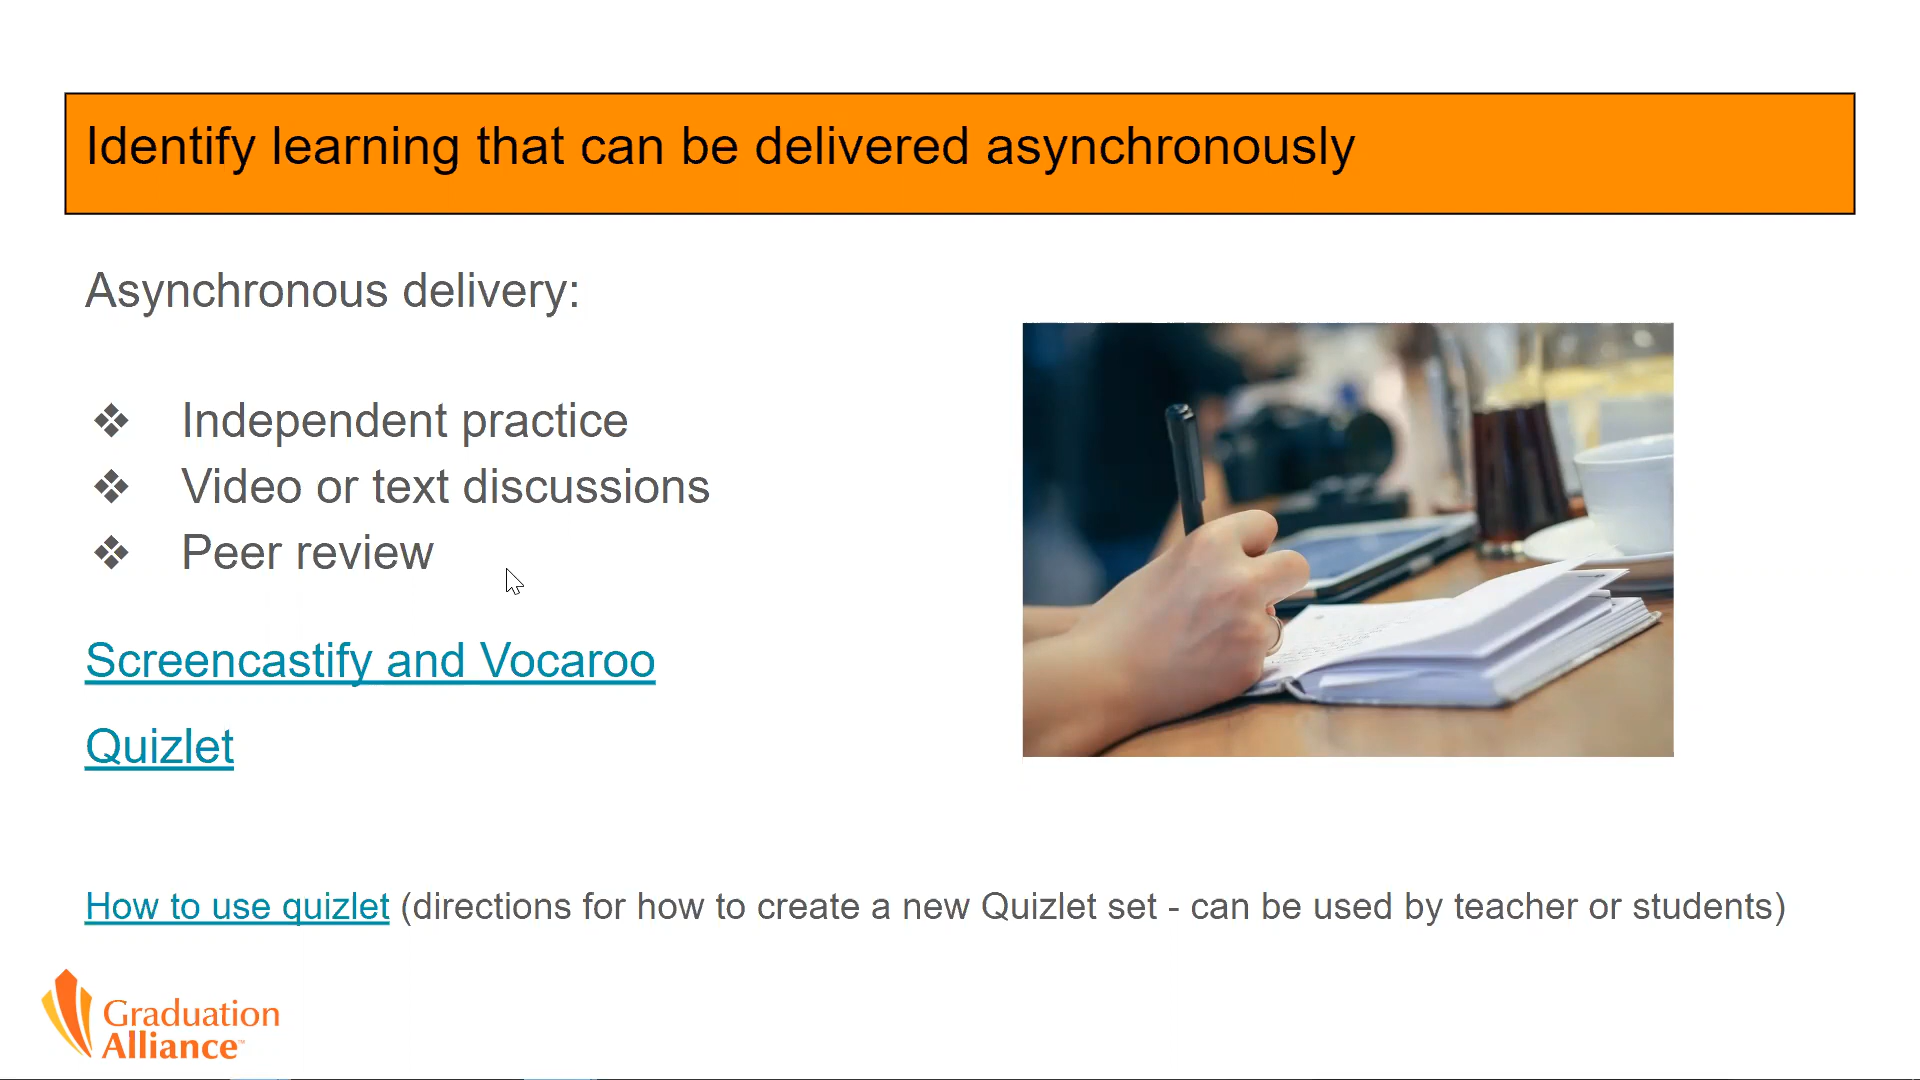 Identify learning that can be delivered asynchronously
Asynchronous delivery:
❖ Independent practice
❖ Video or text discussions
❖ Peer review
Screencastify and Vocaroo
Quizlet
How to use quizlet (directions for how to create a new Quizlet set - can be used by teacher or students)
Graduation
Alliance™